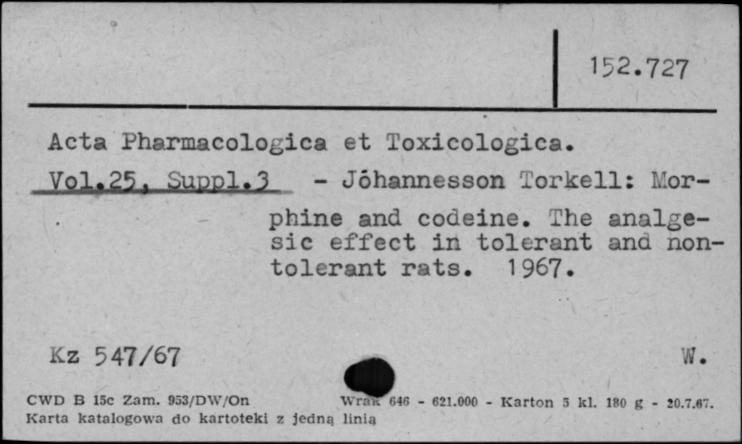 152.727
Acta Pharmacologica et Toxicologica.
Vol.25, Suppl.3 - Jóhannesson Torkell: Mor-
phine and codeine. The analge-
sic effect in tolerant and non-
tolerant rats. 1967.
Kz 547/67 W.
CWD B 15c Zam. 953/DW/On Wrak 646 - 621.000 - Karton 5 kl. 180 g - 20.7.67.
Karta katalogowa do kartoteki z jedną linią